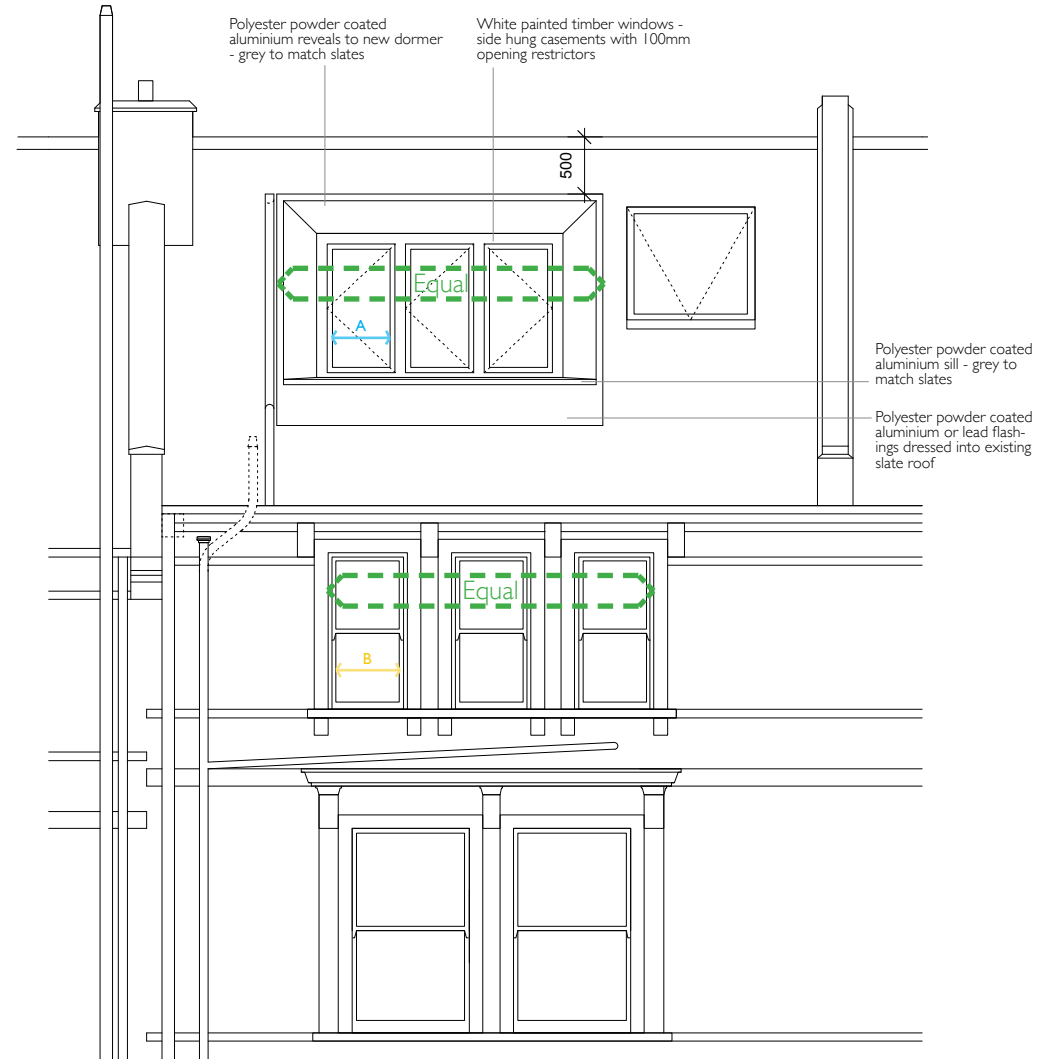 Polyester powder coated
aluminium reveals to new dormer
- grey to match slates
White painted timber windows -
side hung casements with 100mm
opening restrictors
500
Equal
A
Polyester powder coated
aluminium sill - grey to
match slates
Polyester powder coated
aluminium or lead flash-
ings dressed into existing
slate roof
Equal
B